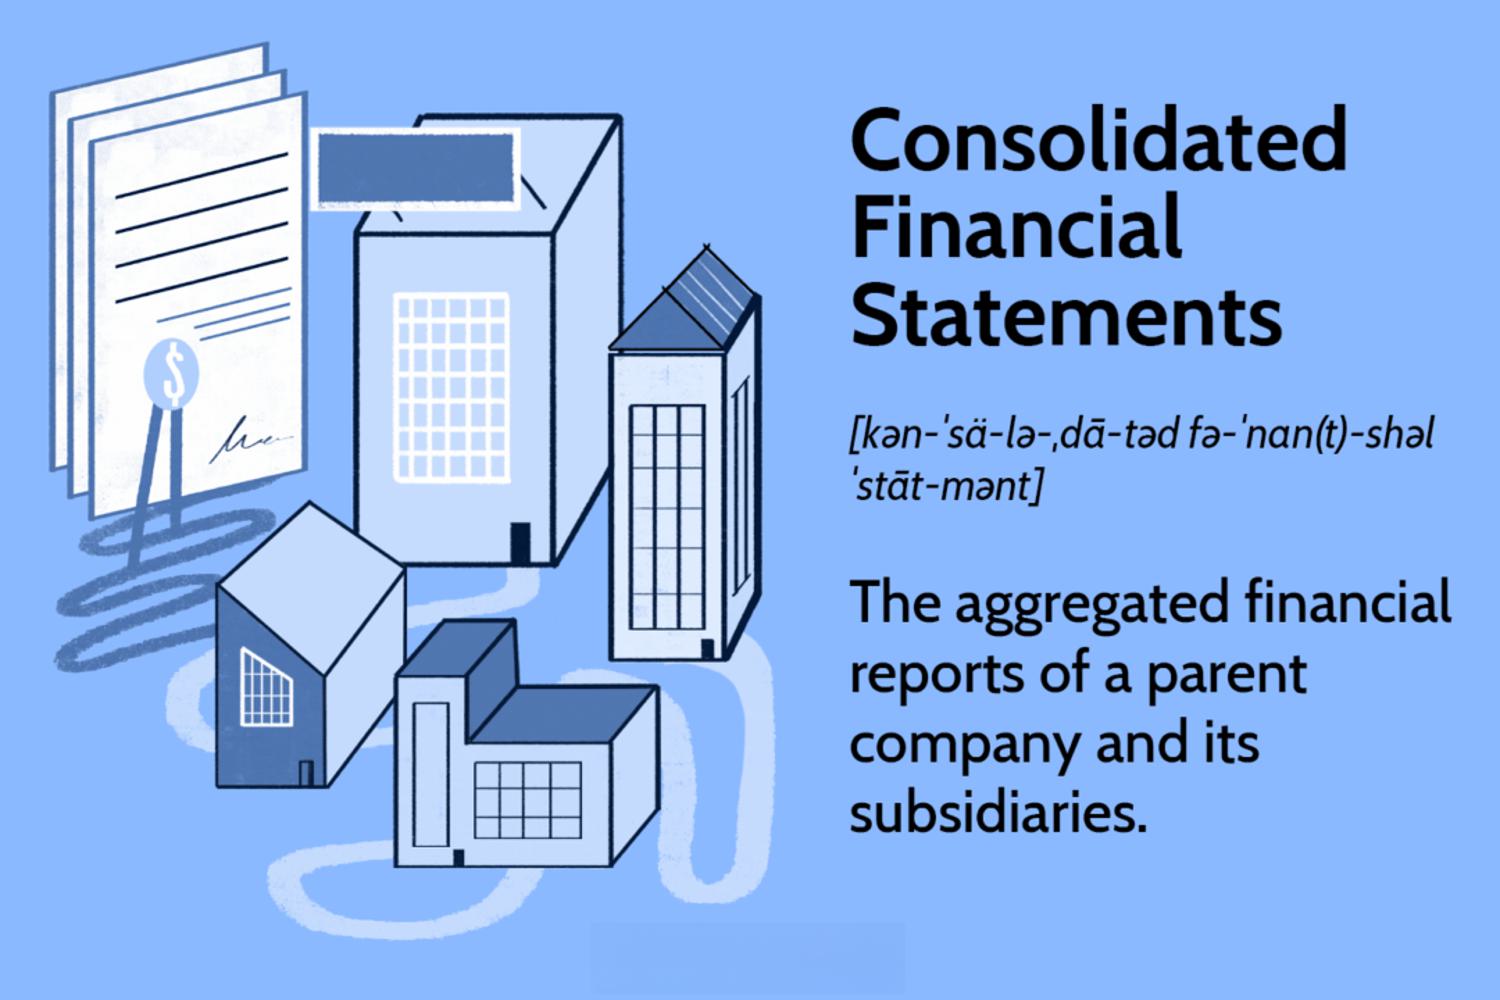 $
Consolidated
Financial
Statements
[kən-ˈsä-lə-ˌdā-təd fə-ˈnan(t)-shəl
ˈstāt-mənt]
The aggregated financial
reports of a parent
company and its
subsidiaries.